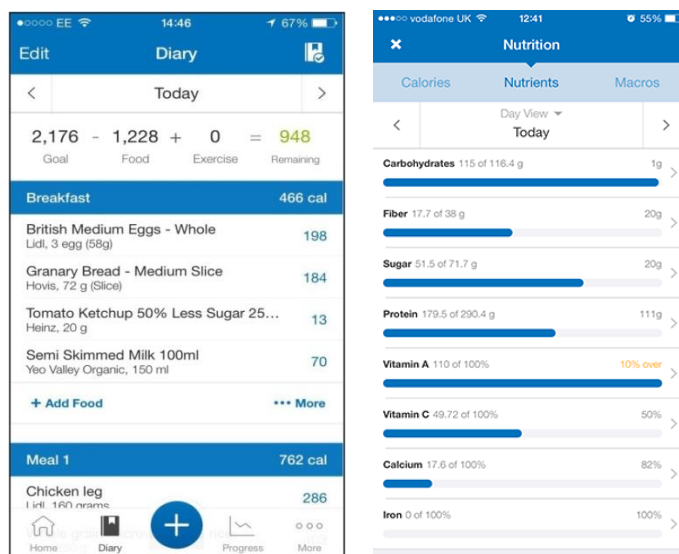 EE 14:46 67%
Edit Diary
Today
2,176 - 1,228 + 0 = 948
Goal Food Exercise Remaining
Breakfast 466 cal
British Medium Eggs - Whole 198
Lidl, 3 egg (58g)
Granary Bread - Medium Slice 184
Hovis, 72 g (Slice)
Tomato Ketchup 50% Less Sugar 25... 13
Heinz, 20 g
Semi Skimmed Milk 100ml 70
Yeo Valley Organic, 150 ml
+ Add Food ••• More
Meal 1 762 cal
Chicken leg 286
Lidl, 160 grams
Home Diary + Progress More
vodafone UK 12:41 55%
× Nutrition
Calories Nutrients Macros
Day View
Today
Carbohydrates 115 of 116.4 g 1g
Fiber 17.7 of 38 g 20g
Sugar 51.5 of 71.7 g 20g
Protein 179.5 of 290.4 g 111g
Vitamin A 110 of 100% 10% over
Vitamin C 49.72 of 100% 50%
Calcium 17.6 of 100% 82%
Iron 0 of 100% 100%